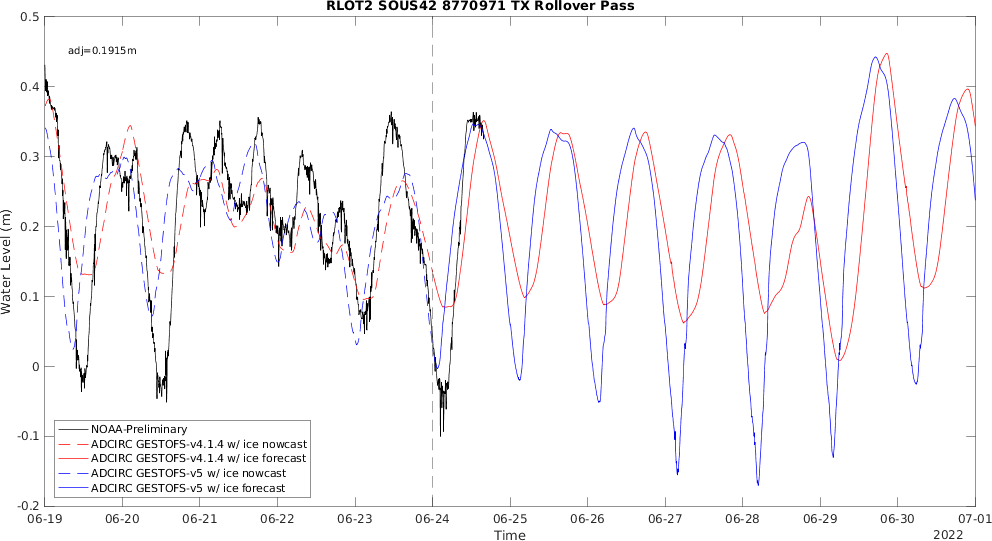 RLOT2 SOUS42 8770971 TX Rollover Pass
adj=0.1915m
Water Level (m)
0.5
0.4
0.3
0.2
0.1
0
-0.1
-0.2
NOAA-Preliminary
ADCIRC GESTOFS-v4.1.4 w/ ice nowcast
ADCIRC GESTOFS-v4.1.4 w/ ice forecast
ADCIRC GESTOFS-v5 w/ ice nowcast
ADCIRC GESTOFS-v5 w/ ice forecast
06-19 06-20 06-21 06-22 06-23 06-24 06-25 06-26 06-27 06-28 06-29 06-30 07-01
Time
2022